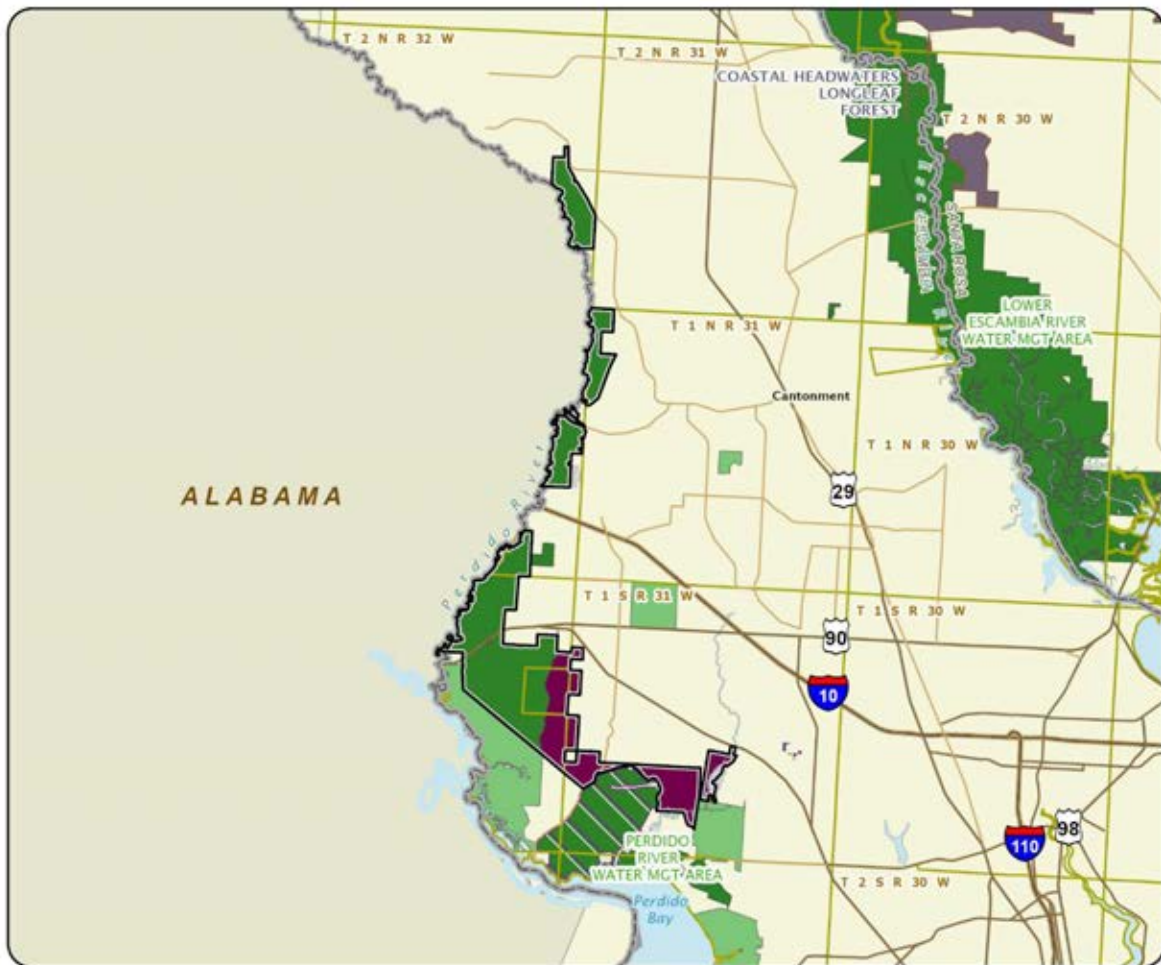 T 2 N R 32 W
T 2 N R 31 W
COASTAL HEADWATERS
LONGLEAF
FOREST
T 2 N R 30 W
ESCAMBIA
SANTA ROSA
LOWER
ESCAMBIA RIVER
WATER MGT AREA
T 1 N R 31 W
Cantonment
T 1 N R 30 W
ALABAMA
Perdido River
29
T 1 S R 31 W
T 1 S R 30 W
90
10
PERDIDO
RIVER
WATER MGT AREA
98
110
T 2 S R 30 W
Perdido
Bay